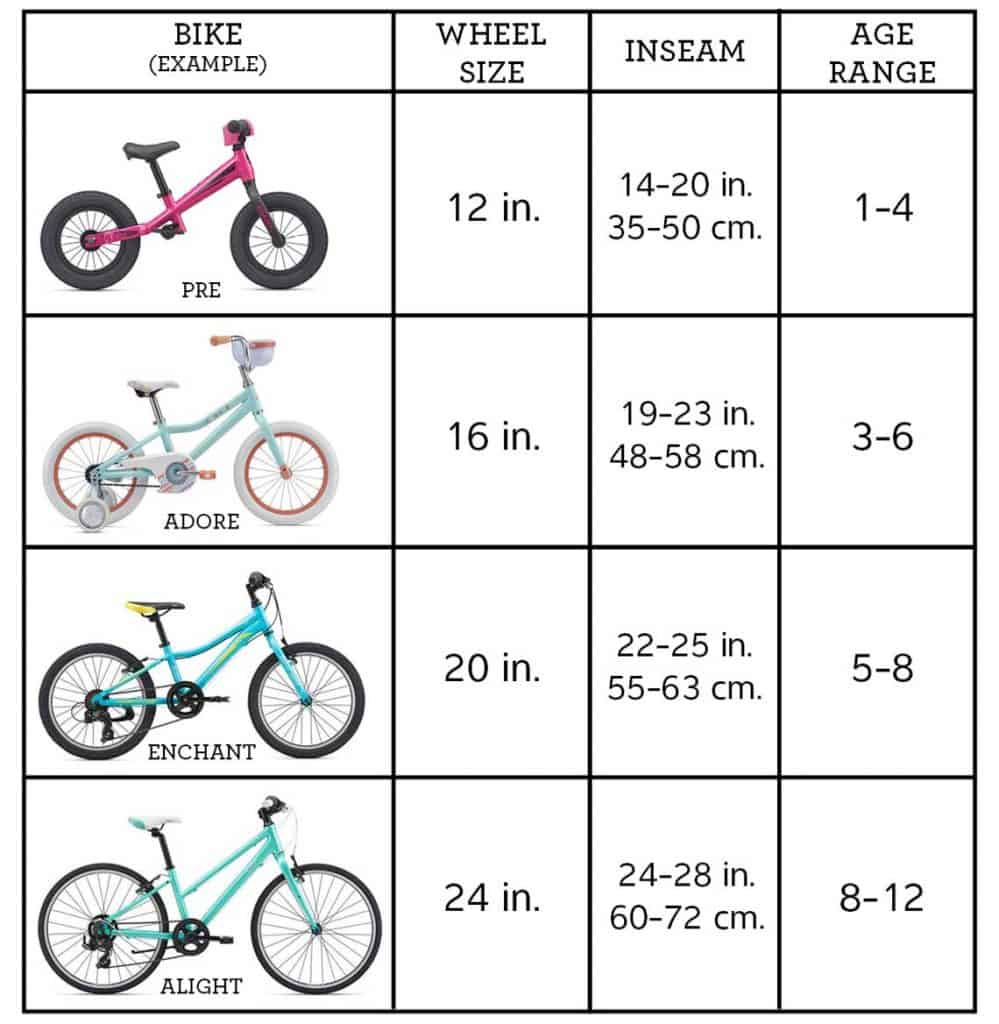 BIKE
(EXAMPLE)
WHEEL
SIZE
INSEAM
AGE
RANGE
PRE
12 in.
14-20 in.
35-50 cm.
1-4
ADORE
16 in.
19-23 in.
48-58 cm.
3-6
ENCHANT
20 in.
22-25 in.
55-63 cm.
5-8
ALIGHT
24 in.
24-28 in.
60-72 cm.
8-12